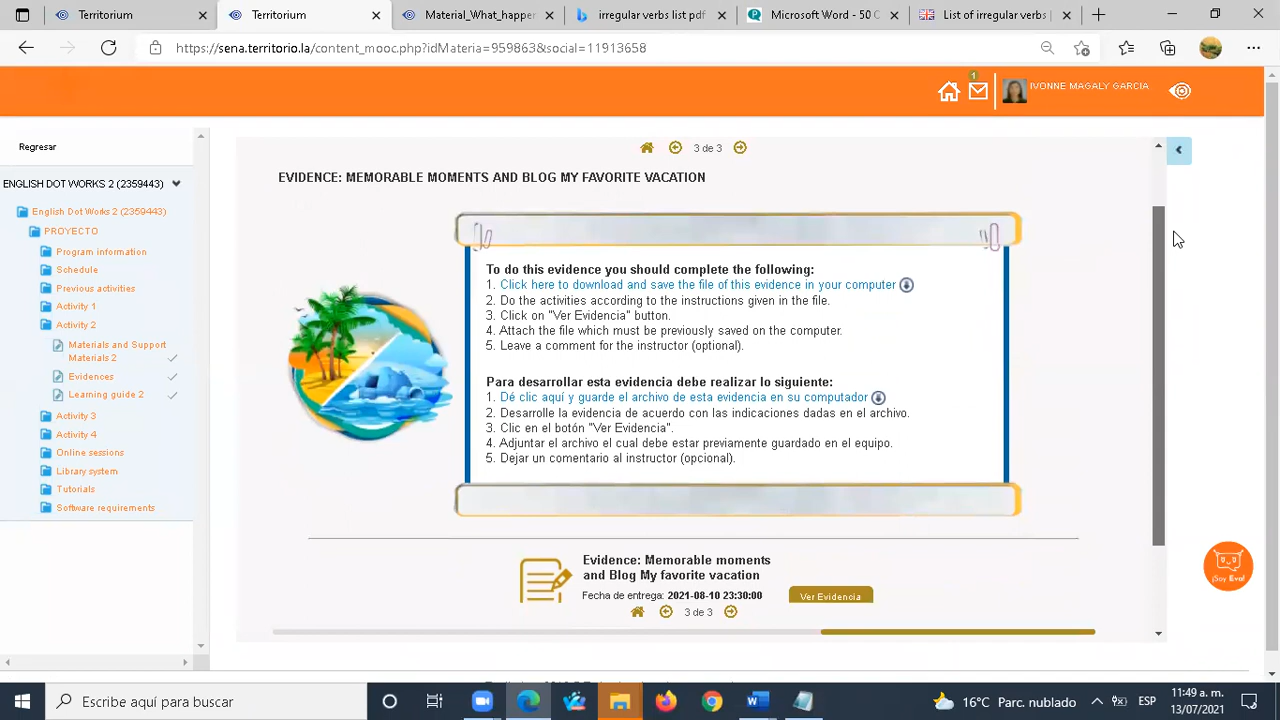 Territorium
Territorium
Material_What_happe
irregular verbs list pdf
Microsoft Word - 50 C
List of irregular verbs
https://sena.territorio.la/content_mooc.php?idMateria=959863&social=11913658
1
IVONNE MAGALY GARCIA
Regresar
3 de 3
ENGLISH DOT WORKS 2 (2359443)
English Dot Works 2 (2359443)
PROYECTO
Program information
Schedule
Previous activities
Activity 1
Activity 2
Materials and Support
Materials 2
Evidences
Learning guide 2
Activity 3
Activity 4
Online sessions
Library system
Tutorials
Software requirements
EVIDENCE: MEMORABLE MOMENTS AND BLOG MY FAVORITE VACATION
To do this evidence you should complete the following:
1. Click here to download and save the file of this evidence in your computer
2. Do the activities according to the instructions given in the file.
3. Click on "Ver Evidencia" button.
4. Attach the file which must be previously saved on the computer.
5. Leave a comment for the instructor (optional).
Para desarrollar esta evidencia debe realizar lo siguiente:
1. Dé clic aquí y guarde el archivo de esta evidencia en su computador
2. Desarrolle la evidencia de acuerdo con las indicaciones dadas en el archivo.
3. Clic en el botón "Ver Evidencia".
4. Adjuntar el archivo el cual debe estar previamente guardado en el equipo.
5. Dejar un comentario al instructor (opcional).
Evidence: Memorable moments
and Blog My favorite vacation
Fecha de entrega: 2021-08-10 23:30:00
Ver Evidencia
3 de 3
¡Soy Eva!
Escribe aquí para buscar
16°C Parc. nublado
ESP
11:49 a. m.
13/07/2021